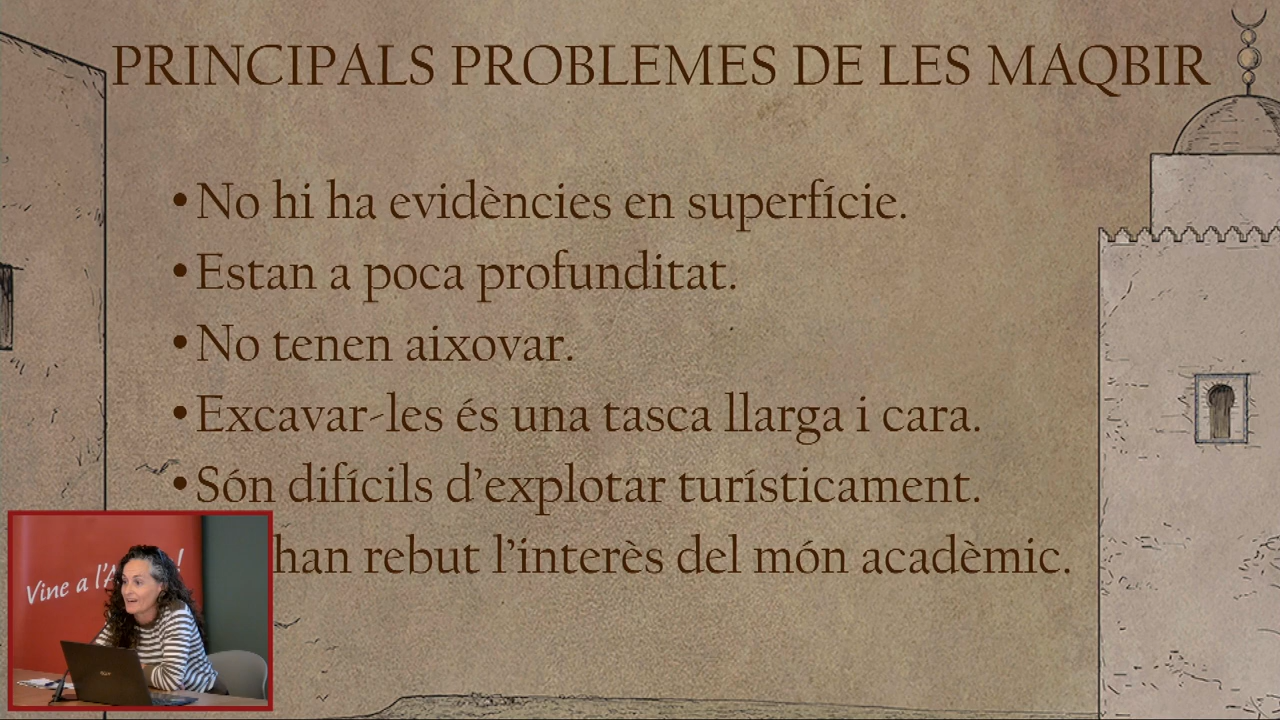 PRINCIPALS PROBLEMES DE LES MAQBIR
• No hi ha evidències en superfície.
• Estan a poca profunditat.
• No tenen aixovar.
• Excavar-les és una tasca llarga i cara.
• Són difícils d’explotar turísticament.
han rebut l’interès del món acadèmic.
Vine a